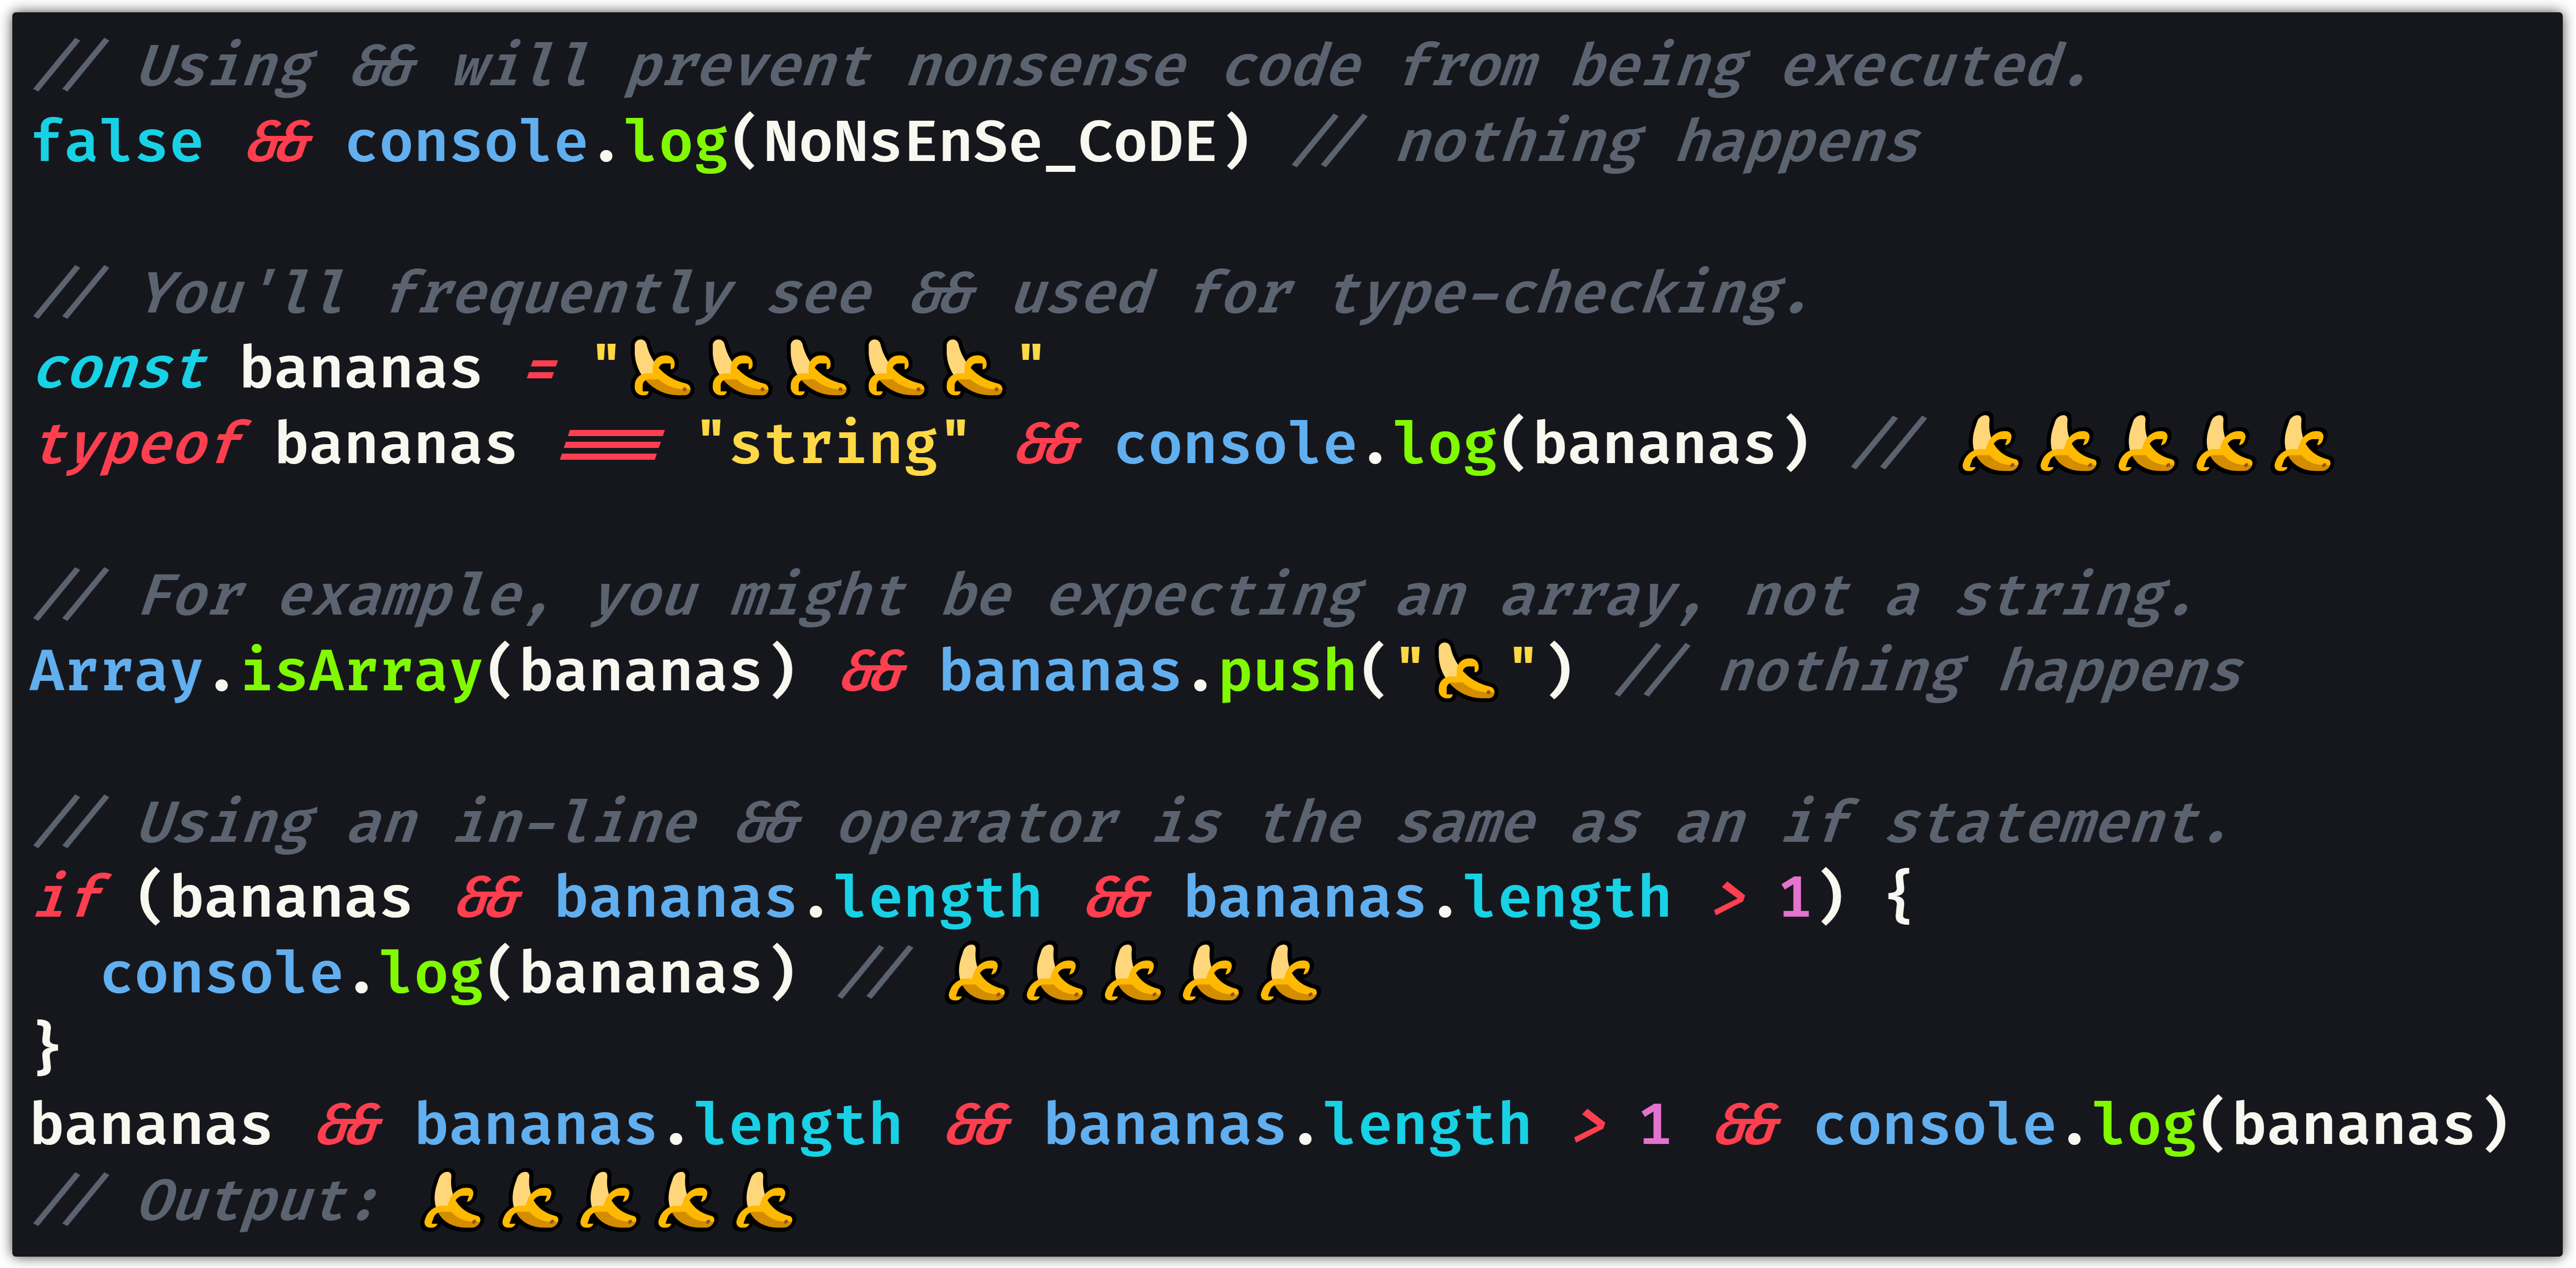 // Using && will prevent nonsense code from being executed.
false && console.log(NoNsEnSe_CoDE) // nothing happens
// You'll frequently see && used for type-checking.
const bananas = "🍌🍌🍌🍌🍌"
typeof bananas === "string" && console.log(bananas) // 🍌🍌🍌🍌🍌
// For example, you might be expecting an array, not a string.
Array.isArray(bananas) && bananas.push("🍌") // nothing happens
// Using an in-line && operator is the same as an if statement.
if (bananas && bananas.length && bananas.length > 1) {
  console.log(bananas) // 🍌🍌🍌🍌🍌
}
bananas && bananas.length && bananas.length > 1 && console.log(bananas)
// Output: 🍌🍌🍌🍌🍌